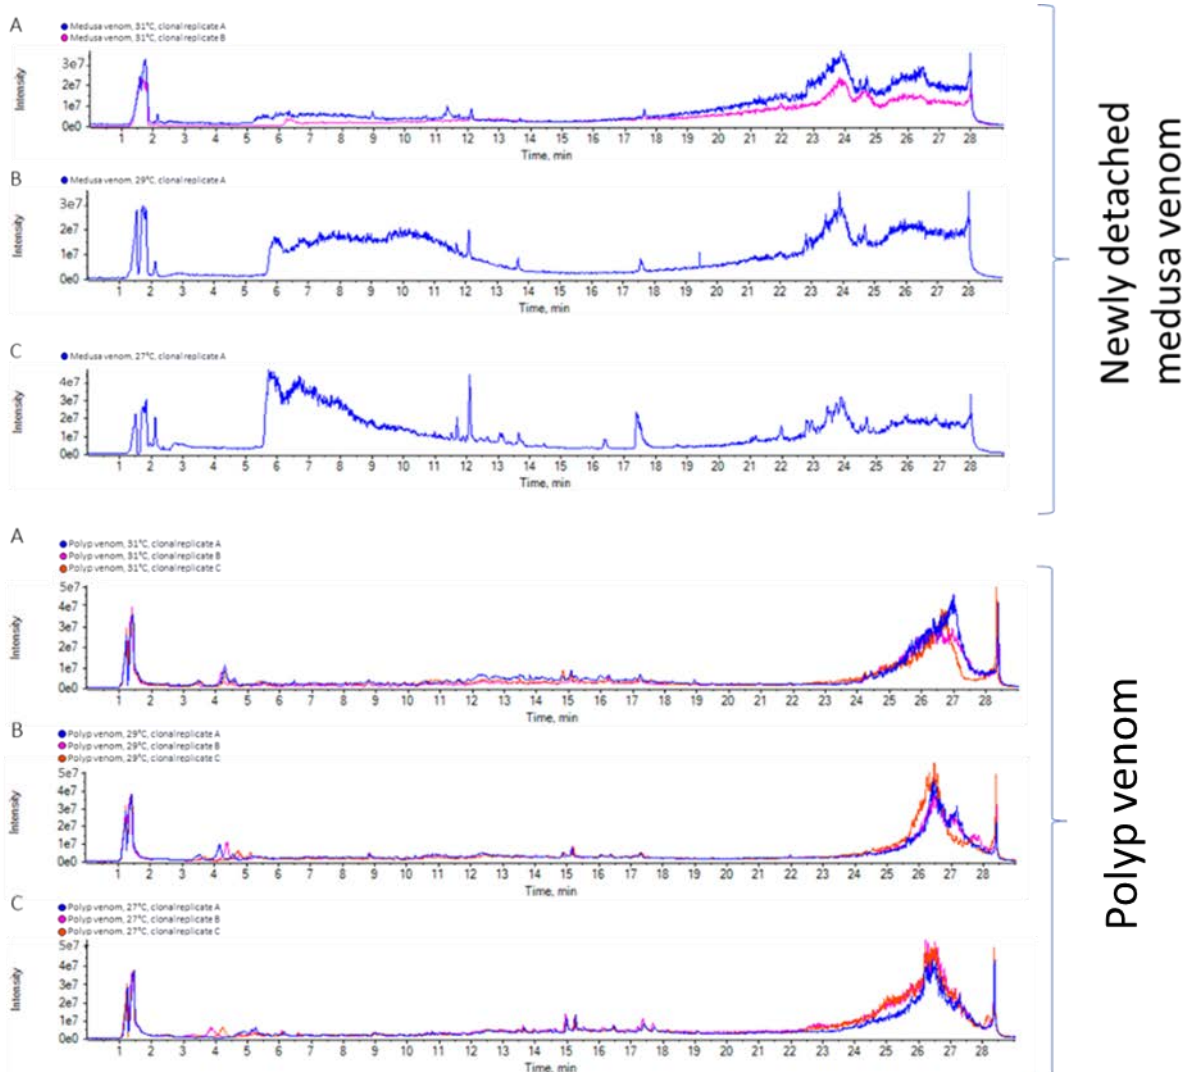 A
Medusa venom, 31°C, clonal replicate A
Medusa venom, 31°C, clonal replicate B
Intensity
3e7
2e7
1e7
0e0
1 2 3 4 5 6 7 8 9 10 11 12 13 14 15 16 17 18 19 20 21 22 23 24 25 26 27 28
Time, min
B
Medusa venom, 29°C, clonal replicate A
Intensity
3e7
2e7
1e7
0e0
1 2 3 4 5 6 7 8 9 10 11 12 13 14 15 16 17 18 19 20 21 22 23 24 25 26 27 28
Time, min
C
Medusa venom, 27°C, clonal replicate A
Intensity
4e7
3e7
2e7
1e7
0e0
1 2 3 4 5 6 7 8 9 10 11 12 13 14 15 16 17 18 19 20 21 22 23 24 25 26 27 28
Time, min
Newly detached
medusa venom
A
Polyp venom, 31°C, clonal replicate A
Polyp venom, 31°C, clonal replicate B
Polyp venom, 31°C, clonal replicate C
Intensity
5e7
4e7
3e7
2e7
1e7
0e0
1 2 3 4 5 6 7 8 9 10 11 12 13 14 15 16 17 18 19 20 21 22 23 24 25 26 27 28
Time, min
B
Polyp venom, 29°C, clonal replicate A
Polyp venom, 29°C, clonal replicate B
Polyp venom, 29°C, clonal replicate C
Intensity
5e7
4e7
3e7
2e7
1e7
0e0
1 2 3 4 5 6 7 8 9 10 11 12 13 14 15 16 17 18 19 20 21 22 23 24 25 26 27 28
Time, min
C
Polyp venom, 27°C, clonal replicate A
Polyp venom, 27°C, clonal replicate B
Polyp venom, 27°C, clonal replicate C
Intensity
5e7
4e7
3e7
2e7
1e7
0e0
1 2 3 4 5 6 7 8 9 10 11 12 13 14 15 16 17 18 19 20 21 22 23 24 25 26 27 28
Time, min
Polyp venom